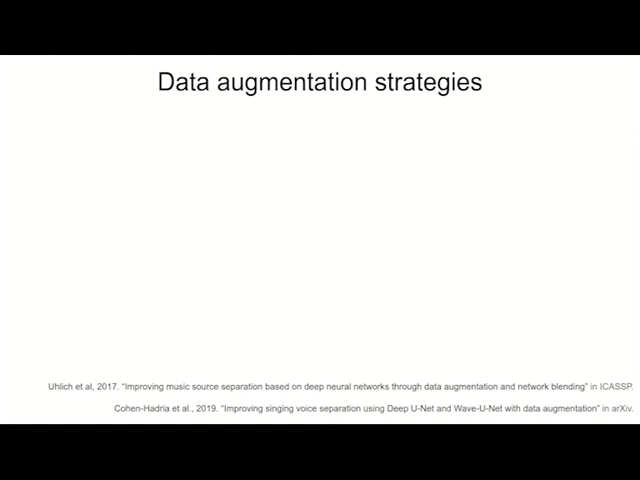 Data augmentation strategies
Uhlich et al, 2017. “Improving music source separation based on deep neural networks through data augmentation and network blending” in ICASSP.
Cohen-Hadria et al., 2019. “Improving singing voice separation using Deep U-Net and Wave-U-Net with data augmentation” in arXiv.